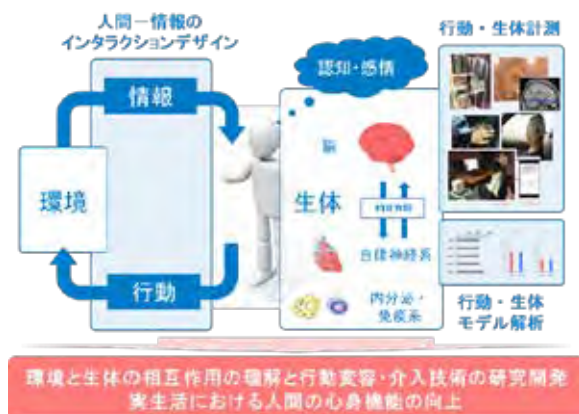 人間－情報の
インタラクションデザイン
情報
環境
行動
認知・感情
脳
生体
自律神経系
内分泌・
免疫系
行動・生体計測
行動・生体
モデル解析
環境と生体の相互作用の理解と行動変容・介入技術の研究開発
実生活における人間の心身機能の向上